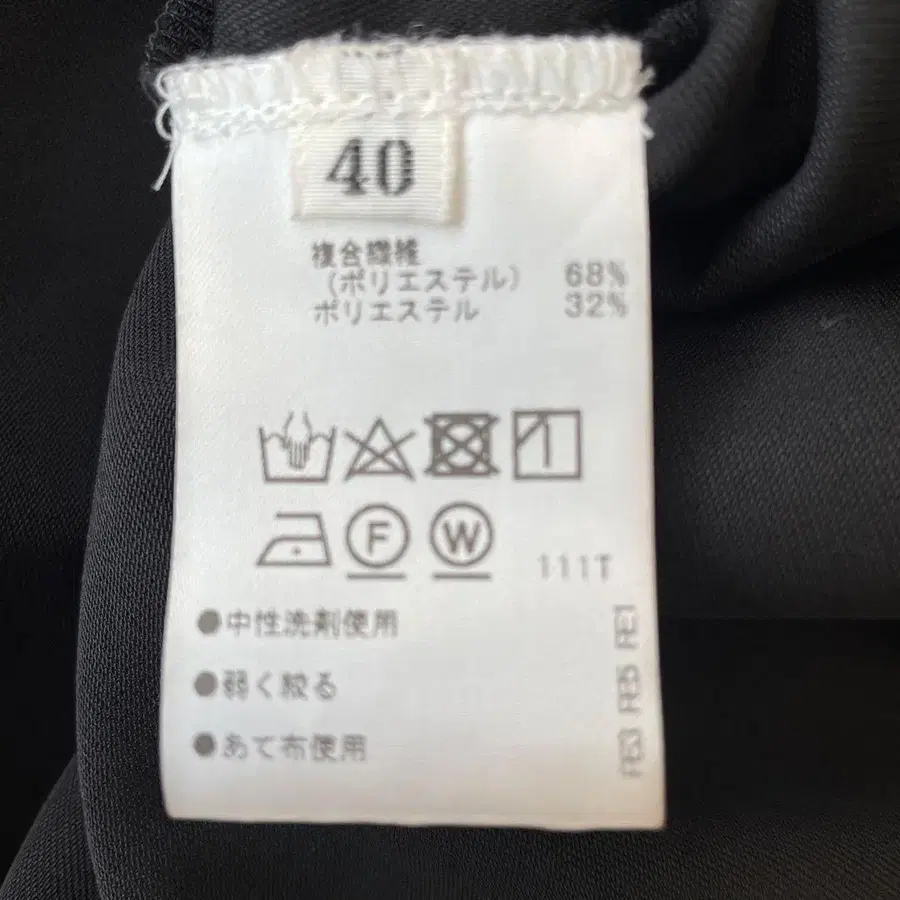 40
複合繊維
(ポリエステル) 68%
ポリエステル 32%
F W
111T
●中性洗剤使用
●弱く絞る
●あて布使用